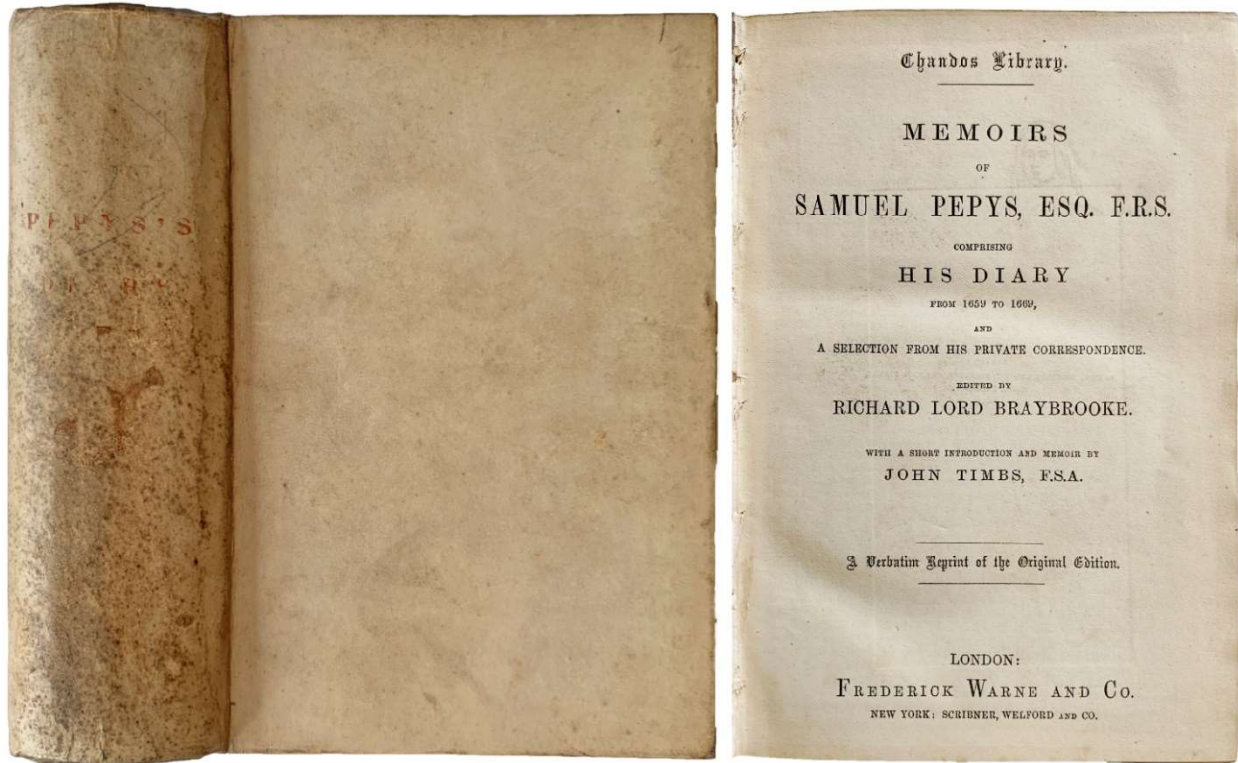 PEPYS'S
DIARY
Chandos Library.
MEMOIRS
OF
SAMUEL PEPYS, ESQ. F.R.S.
COMPRISING
HIS DIARY
FROM 1659 TO 1669,
AND
A SELECTION FROM HIS PRIVATE CORRESPONDENCE.
EDITED BY
RICHARD LORD BRAYBROOKE.
WITH A SHORT INTRODUCTION AND MEMOIR BY
JOHN TIMBS, F.S.A.
A Verbatim Reprint of the Original Edition.
LONDON:
FREDERICK WARNE AND CO.
NEW YORK: SCRIBNER, WELFORD AND CO.